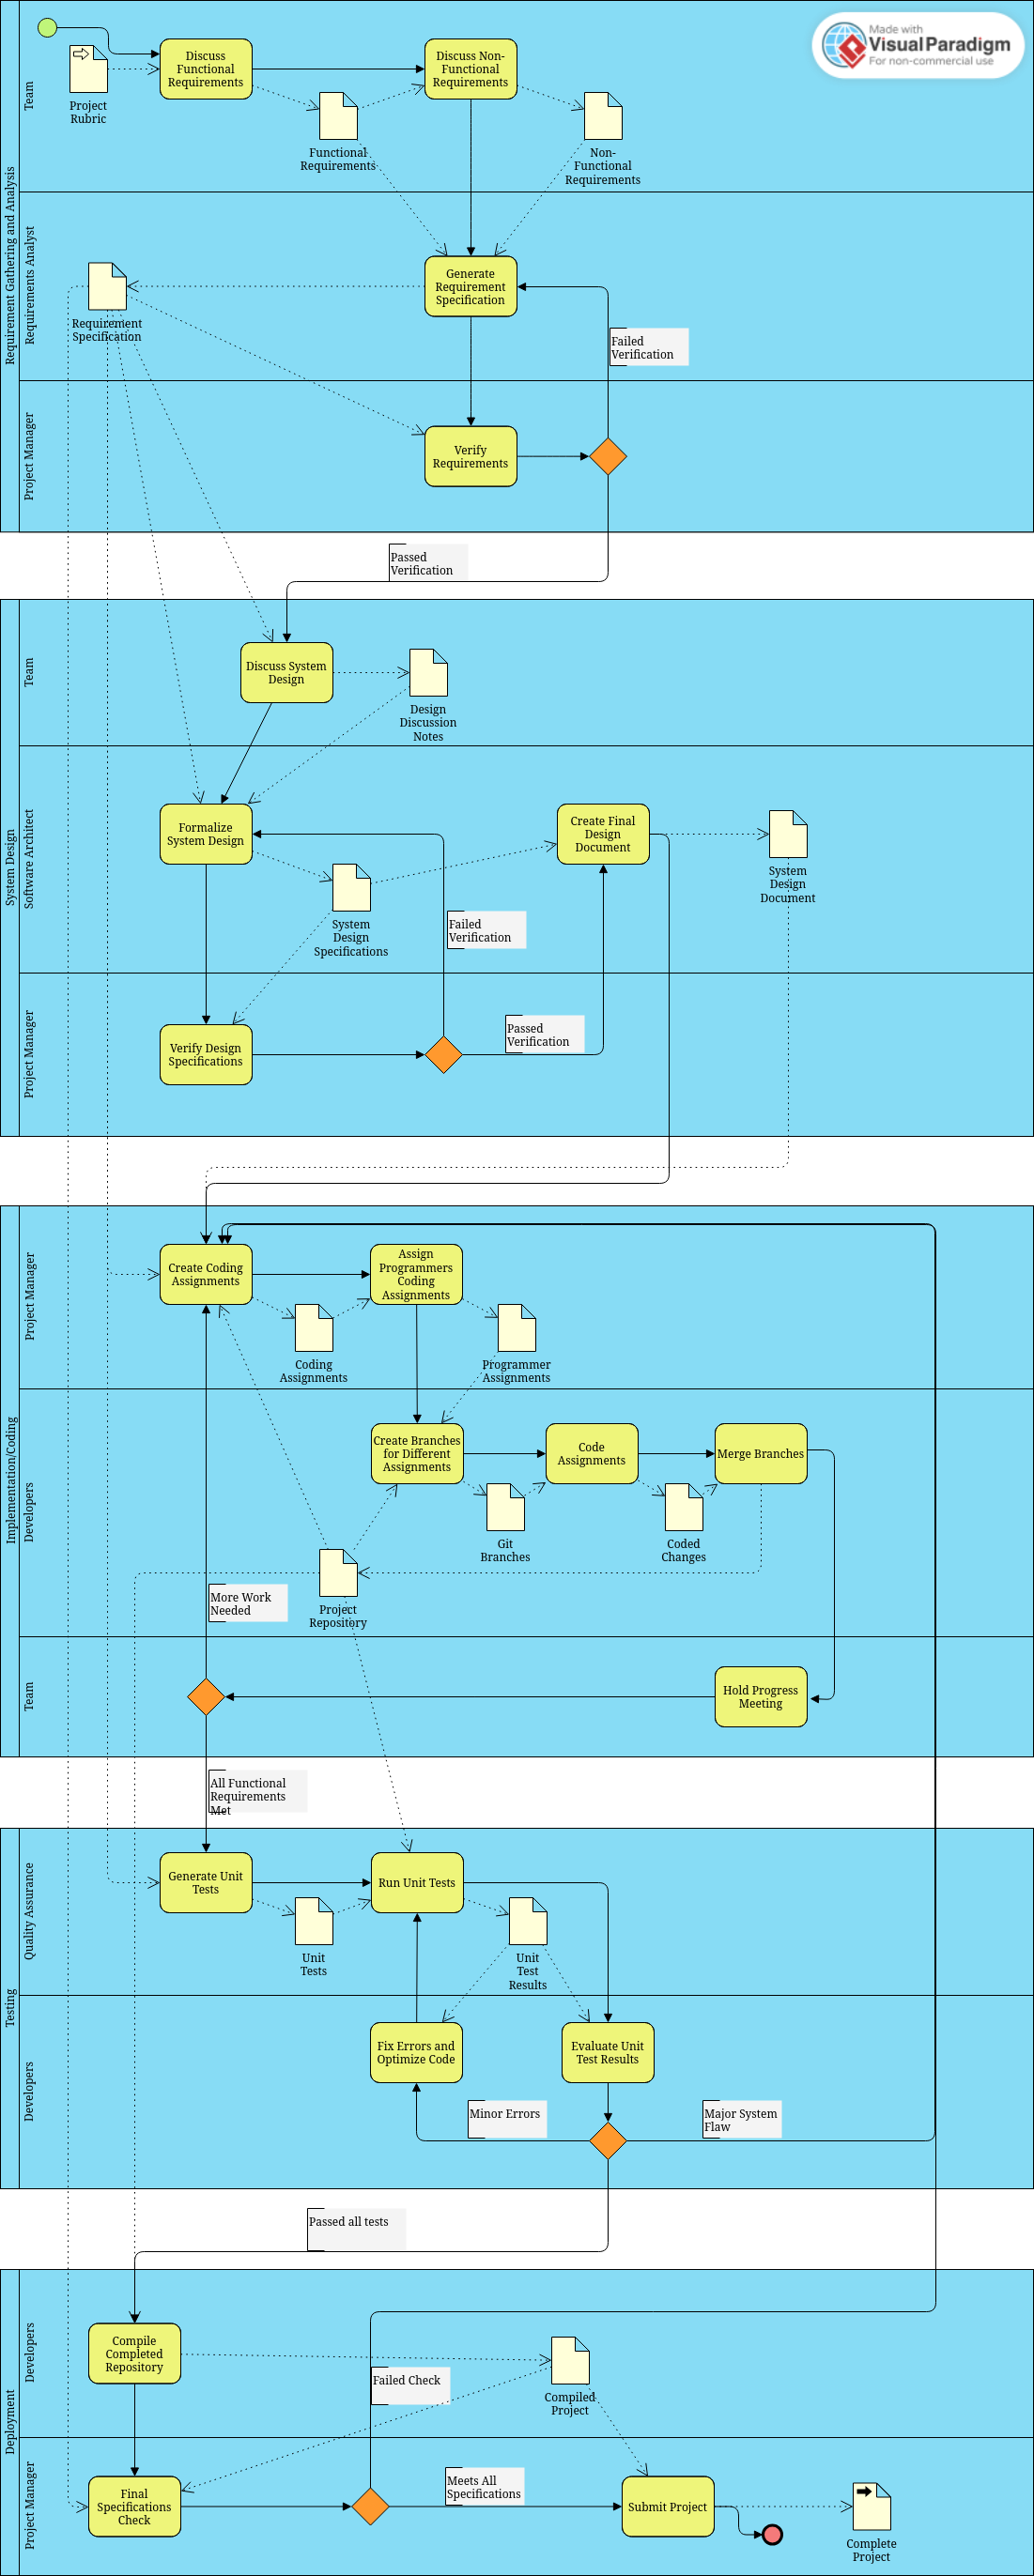 Made with
Visual Paradigm
For non-commercial use
Requirement Gathering and Analysis
Team
Discuss
Functional
Requirements
Discuss Non-
Functional
Requirements
Project
Rubric
Functional
Requirements
Non-
Functional
Requirements
Requirements Analyst
Generate
Requirement
Specification
Requirement
Specification
Failed
Verification
Project Manager
Verify
Requirements
Passed
Verification
System Design
Team
Discuss System
Design
Design
Discussion
Notes
Software Architect
Formalize
System Design
Create Final
Design
Document
System
Design
Document
System
Design
Specifications
Failed
Verification
Project Manager
Verify Design
Specifications
Passed
Verification
Implementation/Coding
Project Manager
Create Coding
Assignments
Assign
Programmers
Coding
Assignments
Coding
Assignments
Programmer
Assignments
Developers
Create Branches
for Different
Assignments
Code
Assignments
Merge Branches
Git
Branches
Coded
Changes
More Work
Needed
Project
Repository
Team
Hold Progress
Meeting
All Functional
Requirements
Met
Testing
Quality Assurance
Generate Unit
Tests
Run Unit Tests
Unit
Tests
Unit
Test
Results
Developers
Fix Errors and
Optimize Code
Evaluate Unit
Test Results
Minor Errors
Major System
Flaw
Passed all tests
Deployment
Developers
Compile
Completed
Repository
Failed Check
Compiled
Project
Project Manager
Final
Specifications
Check
Meets All
Specifications
Submit Project
Complete
Project